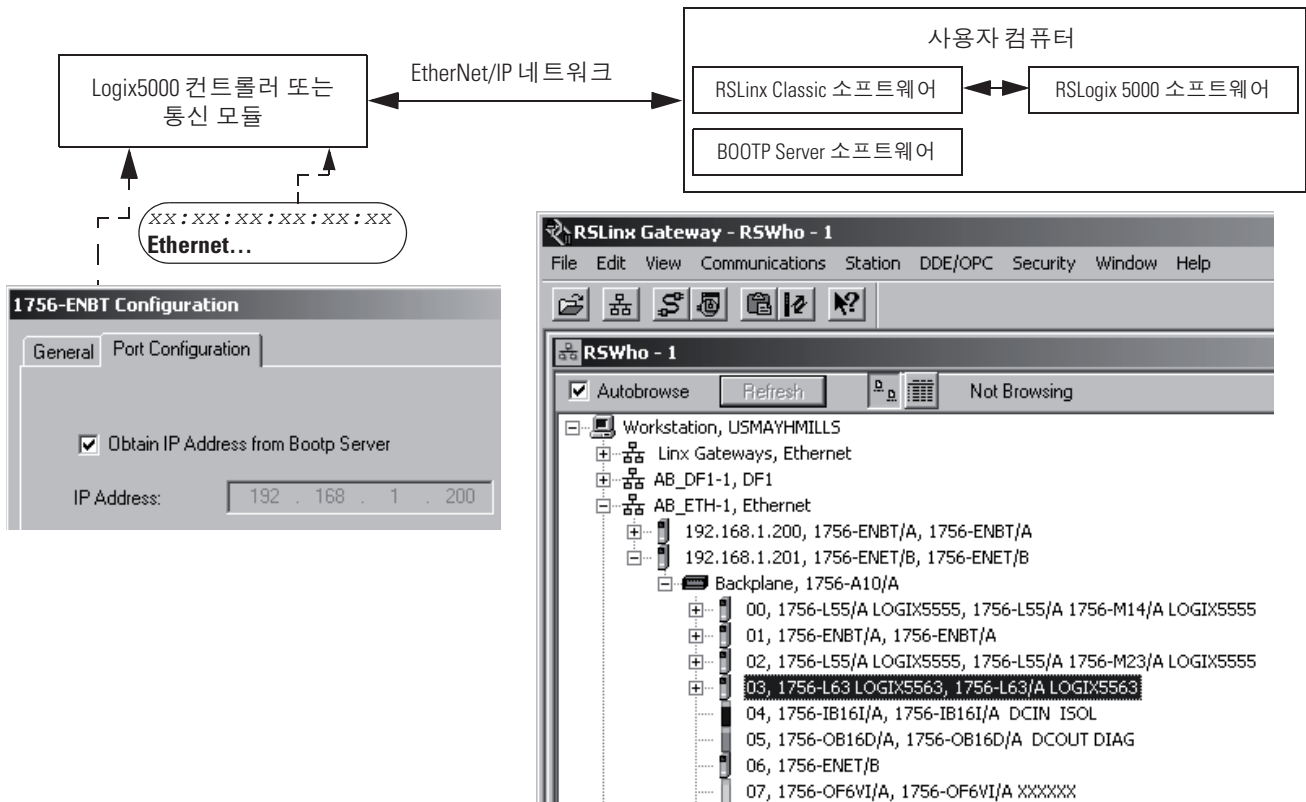 사용자 컴퓨터
Logix5000 컨트롤러 또는
통신 모듈
EtherNet/IP 네트워크
RSLinx Classic 소프트웨어
RSLogix 5000 소프트웨어
BOOTP Server 소프트웨어
xx:xx:xx:xx:xx:xx
Ethernet...
1756-ENBT Configuration
General
Port Configuration
Obtain IP Address from Bootp Server
IP Address: 192 . 168 . 1 . 200
RSLinx Gateway - RSWho - 1
File Edit View Communications Station DDE/OPC Security Window Help
RSWho - 1
Autobrowse Refresh Not Browsing
Workstation, USMAYHMILLS
Linx Gateways, Ethernet
AB_DF1-1, DF1
AB_ETH-1, Ethernet
192.168.1.200, 1756-ENBT/A, 1756-ENBT/A
192.168.1.201, 1756-ENET/B, 1756-ENET/B
Backplane, 1756-A10/A
00, 1756-L55/A LOGIX5555, 1756-L55/A 1756-M14/A LOGIX5555
01, 1756-ENBT/A, 1756-ENBT/A
02, 1756-L55/A LOGIX5555, 1756-L55/A 1756-M23/A LOGIX5555
03, 1756-L63 LOGIX5563, 1756-L63/A LOGIX5563
04, 1756-IB16I/A, 1756-IB16I/A DCIN ISOL
05, 1756-OB16D/A, 1756-OB16D/A DCOUT DIAG
06, 1756-ENET/B
07, 1756-OF6VI/A, 1756-OF6VI/A XXXXXX